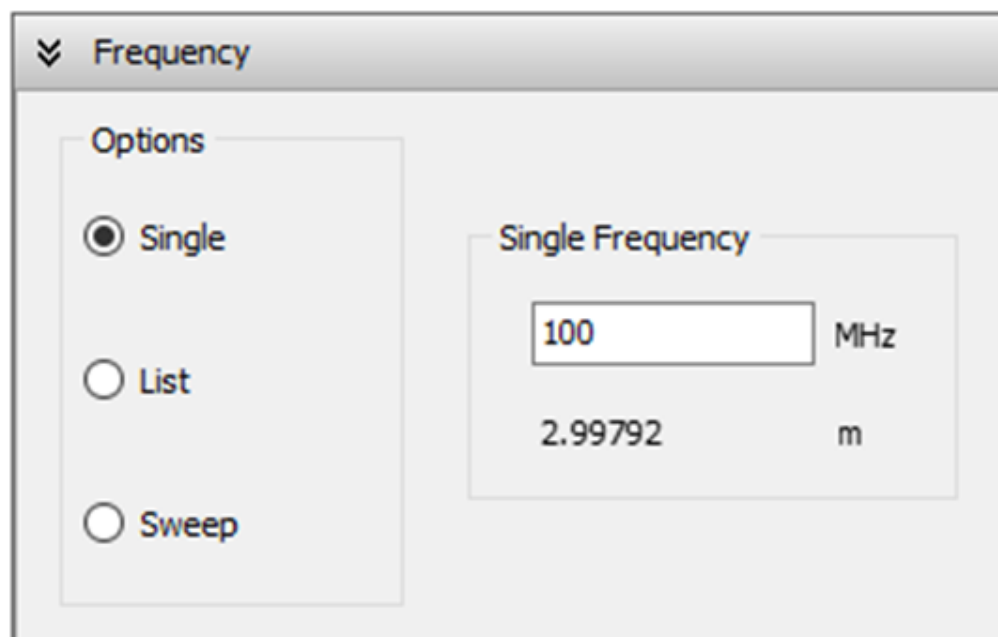 Frequency
Options
Single
List
Sweep
Single Frequency
100 MHz
2.99792 m